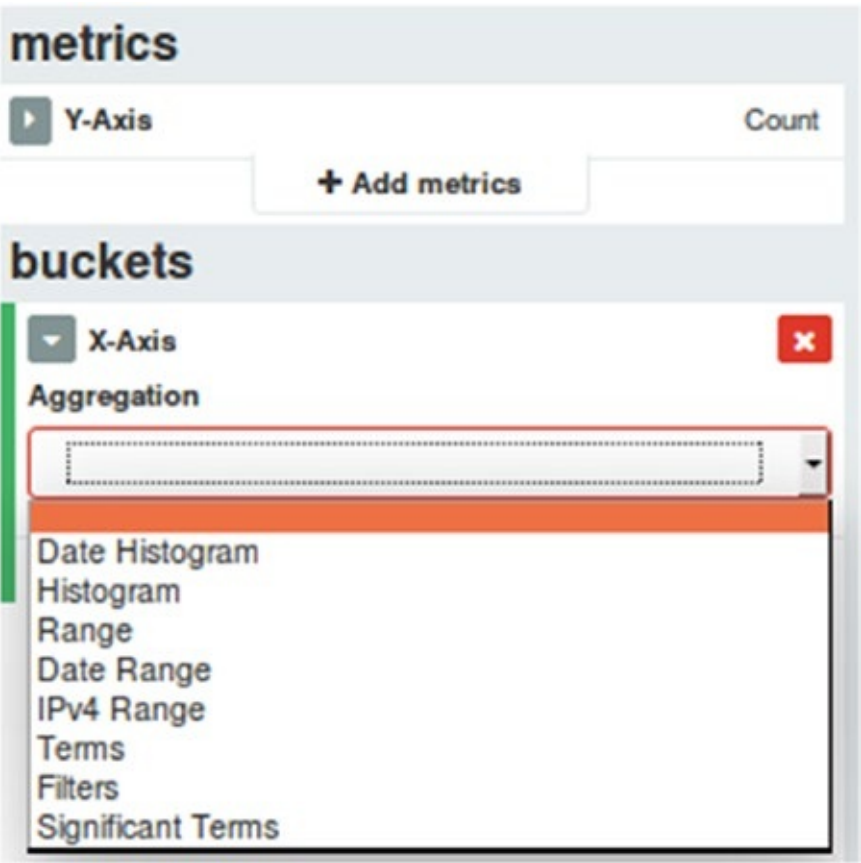 metrics
Y-Axis Count
+ Add metrics
buckets
X-Axis
Aggregation
Date Histogram
Histogram
Range
Date Range
IPv4 Range
Terms
Filters
Significant Terms